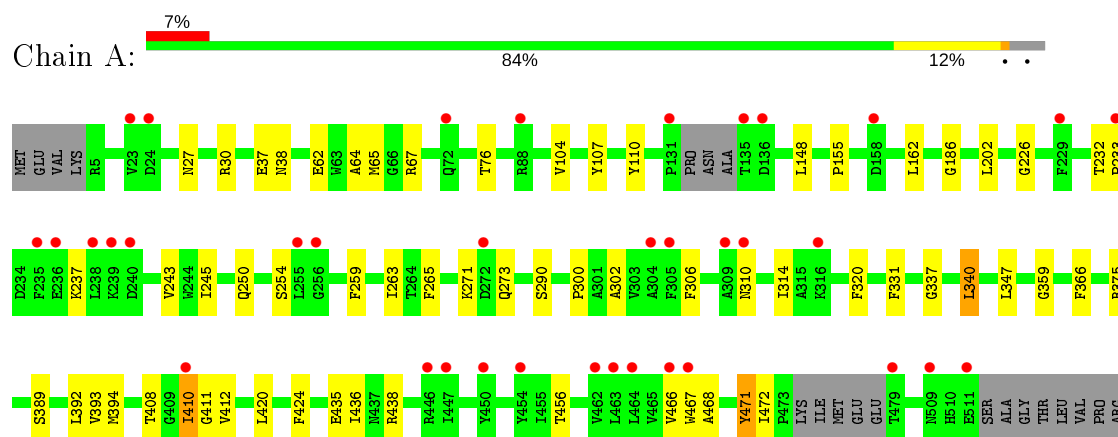 7%
Chain A:
84% 12% • •
MET GLU VAL LYS R5 V23 D24 N27 R30 E37 N38 E62 W63 A64 M65 G66 R67 Q72 T76 R88 V104 Y107 Y110 P131 PRO ASN ALA T135 D136 L148 P155 D158 L162 G186 L202 G226 F229 T232
D234 F235 E236 K237 L238 K239 D240 V243 W244 I245 Q250 S254 L255 G256 F259 I263 T264 F265 K271 D272 Q273 S290 P300 A301 A302 V303 A304 F305 F306 A309 N310 I314 A315 K316 F320 F331 G337 L340 L347 G359 F366
S389 L392 V393 M394 T408 G409 I410 G411 V412 L420 F424 E435 I436 N437 R438 R446 I447 Y450 Y454 I455 T456 V462 L463 L464 V465 V466 W467 A468 Y471 I472 P473 LYS ILE MET GLU GLU T479 N509 H510 E511 SER ALA GLY THR LEU VAL PRO